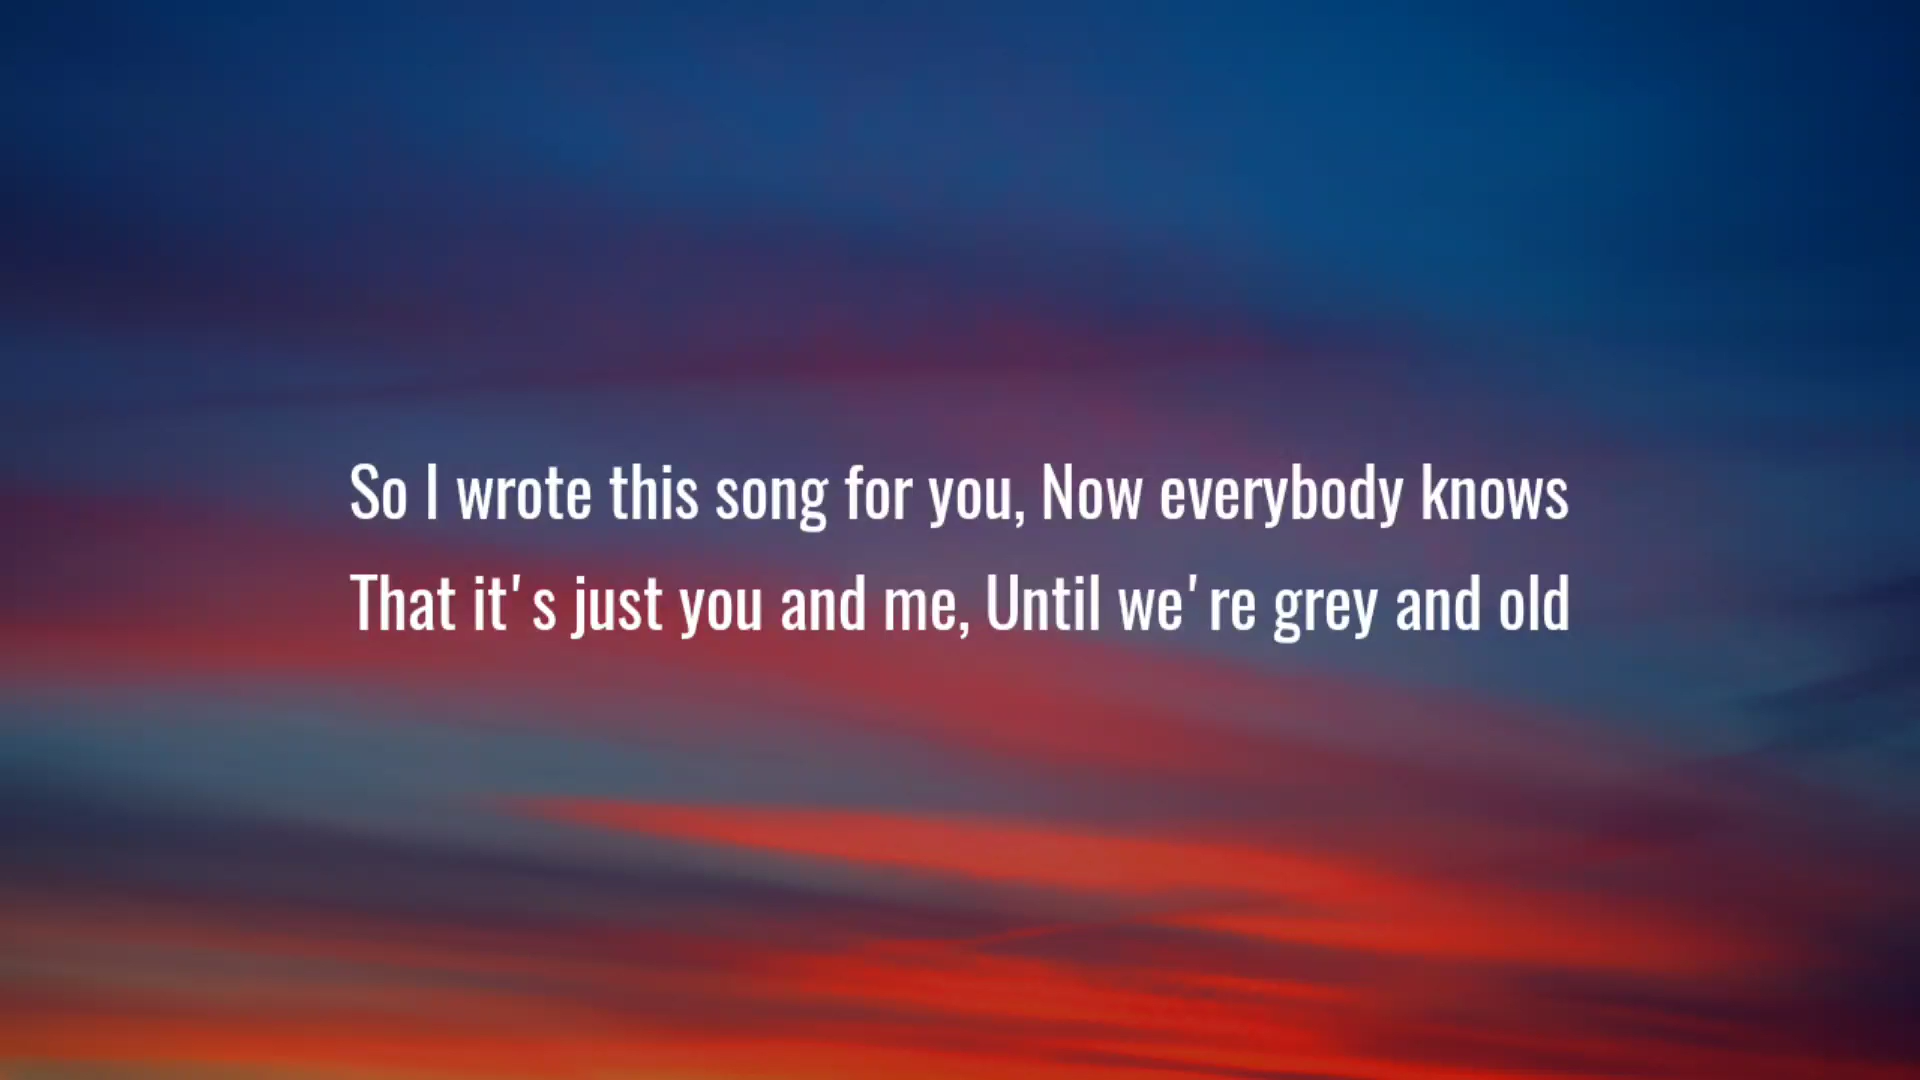 So I wrote this song for you, Now everybody knows
That it's just you and me, Until we're grey and old